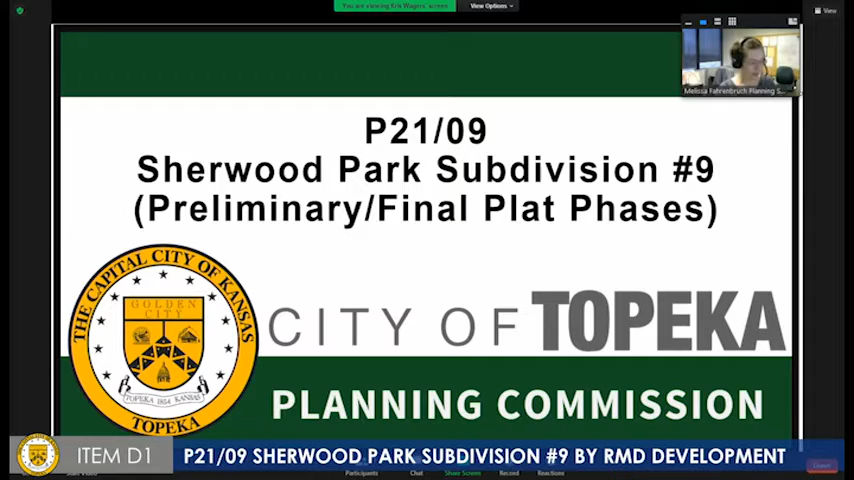 You are viewing Kris Wagers' screen
View Options
View
Melissa Fahrenbruch Planning S...
P21/09
Sherwood Park Subdivision #9
(Preliminary/Final Plat Phases)
THE CAPITAL CITY OF KANSAS
GOLDEN CITY
TOPEKA 1854 KANSAS
TOPEKA
CITY OF TOPEKA
PLANNING COMMISSION
ITEM D1
P21/09 SHERWOOD PARK SUBDIVISION #9 BY RMD DEVELOPMENT
Participants
Chat
Share Screen
Record
Reactions